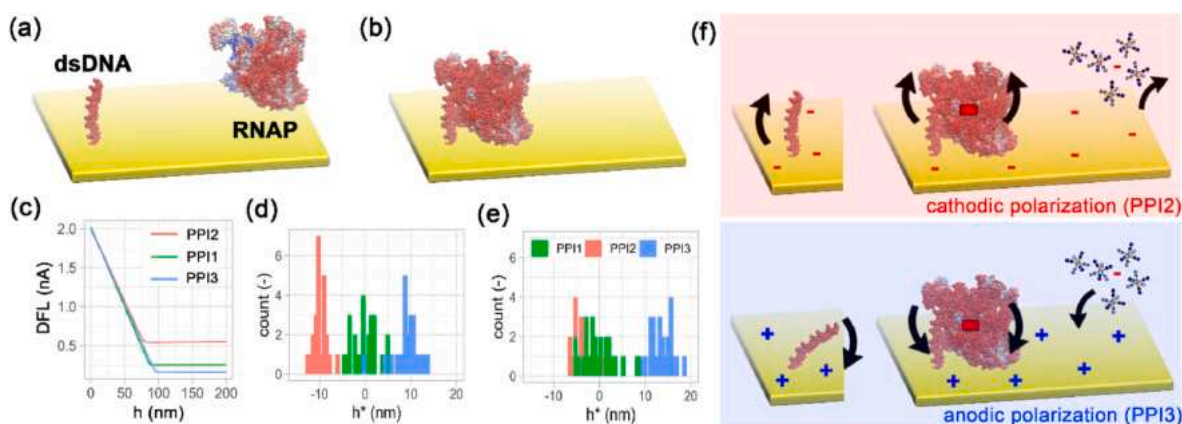 (a)
dsDNA
RNAP
(b)
(c)
DFL (nA)
2.0
1.5
1.0
0.5
PPI2
PPI1
PPI3
0 50 100 150 200
h (nm)
(d)
count (-)
6
4
2
0
-10 0 10
h* (nm)
(e)
PPI1 PPI2 PPI3
count (-)
6
4
2
0
-10 0 10 20
h* (nm)
(f)
cathodic polarization (PPI2)
anodic polarization (PPI3)